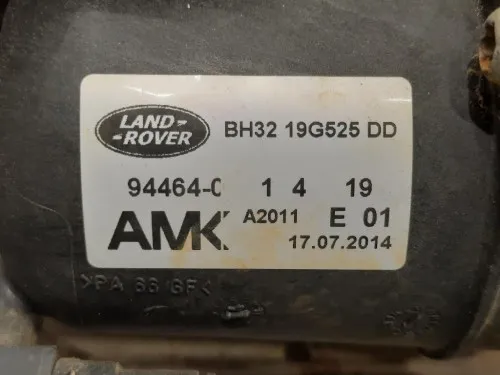 LAND-
-ROVER
BH32 19G525 DD
94464-0 1 4 19
AMK A2011 E 01
17.07.2014
>PA 66 GF<